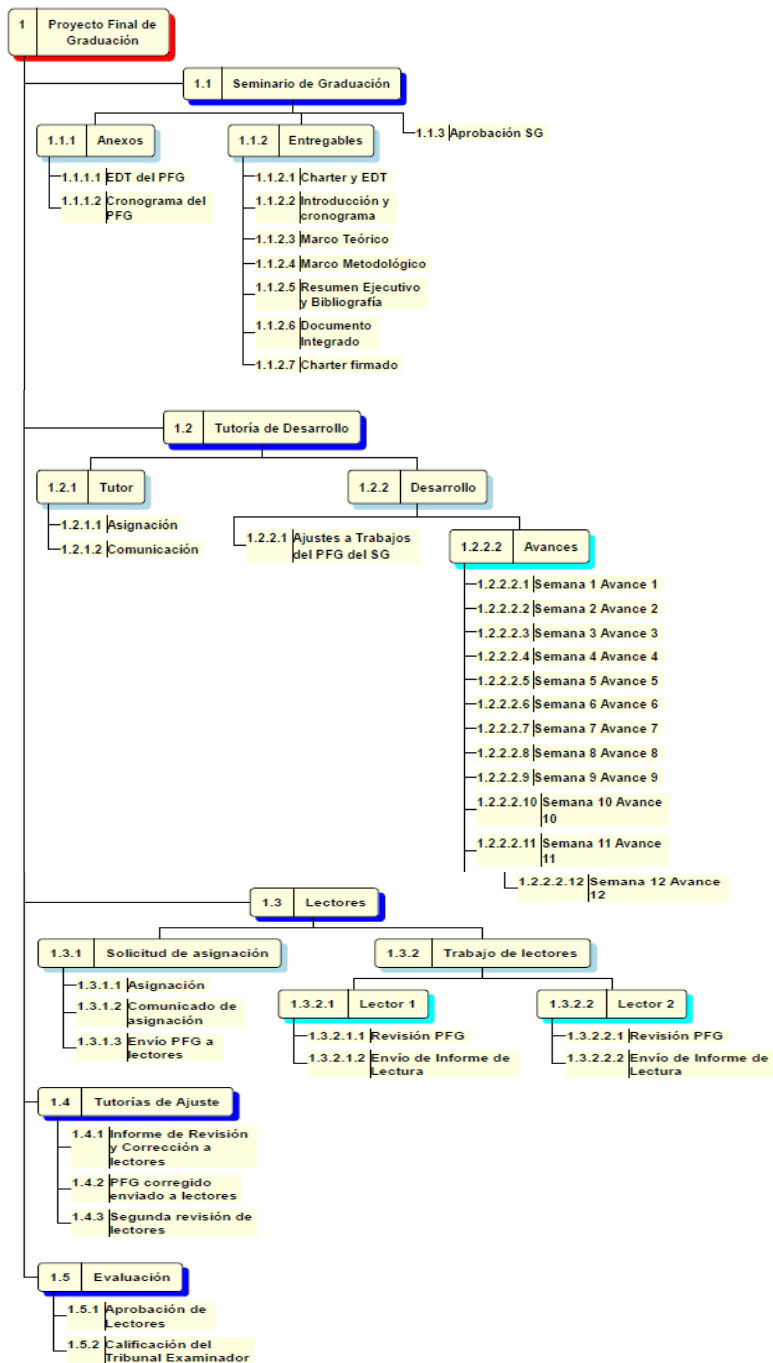 1 Proyecto Final de
Graduación
1.1 Seminario de Graduación
1.1.1 Anexos
1.1.1.1 EDT del PFG
1.1.1.2 Cronograma del
PFG
1.1.2 Entregables
1.1.2.1 Charter y EDT
1.1.2.2 Introducción y
cronograma
1.1.2.3 Marco Teórico
1.1.2.4 Marco Metodológico
1.1.2.5 Resumen Ejecutivo
y Bibliografía
1.1.2.6 Documento
Integrado
1.1.2.7 Charter firmado
1.1.3 Aprobación SG
1.2 Tutoría de Desarrollo
1.2.1 Tutor
1.2.1.1 Asignación
1.2.1.2 Comunicación
1.2.2 Desarrollo
1.2.2.1 Ajustes a Trabajos
del PFG del SG
1.2.2.2 Avances
1.2.2.2.1 Semana 1 Avance 1
1.2.2.2.2 Semana 2 Avance 2
1.2.2.2.3 Semana 3 Avance 3
1.2.2.2.4 Semana 4 Avance 4
1.2.2.2.5 Semana 5 Avance 5
1.2.2.2.6 Semana 6 Avance 6
1.2.2.2.7 Semana 7 Avance 7
1.2.2.2.8 Semana 8 Avance 8
1.2.2.2.9 Semana 9 Avance 9
1.2.2.2.10 Semana 10 Avance
10
1.2.2.2.11 Semana 11 Avance
11
1.2.2.2.12 Semana 12 Avance
12
1.3 Lectores
1.3.1 Solicitud de asignación
1.3.1.1 Asignación
1.3.1.2 Comunicado de
asignación
1.3.1.3 Envío PFG a
lectores
1.3.2 Trabajo de lectores
1.3.2.1 Lector 1
1.3.2.1.1 Revisión PFG
1.3.2.1.2 Envío de Informe de
Lectura
1.3.2.2 Lector 2
1.3.2.2.1 Revisión PFG
1.3.2.2.2 Envío de Informe de
Lectura
1.4 Tutorías de Ajuste
1.4.1 Informe de Revisión
y Corrección a
lectores
1.4.2 PFG corregido
enviado a lectores
1.4.3 Segunda revisión de
lectores
1.5 Evaluación
1.5.1 Aprobación de
Lectores
1.5.2 Calificación del
Tribunal Examinador